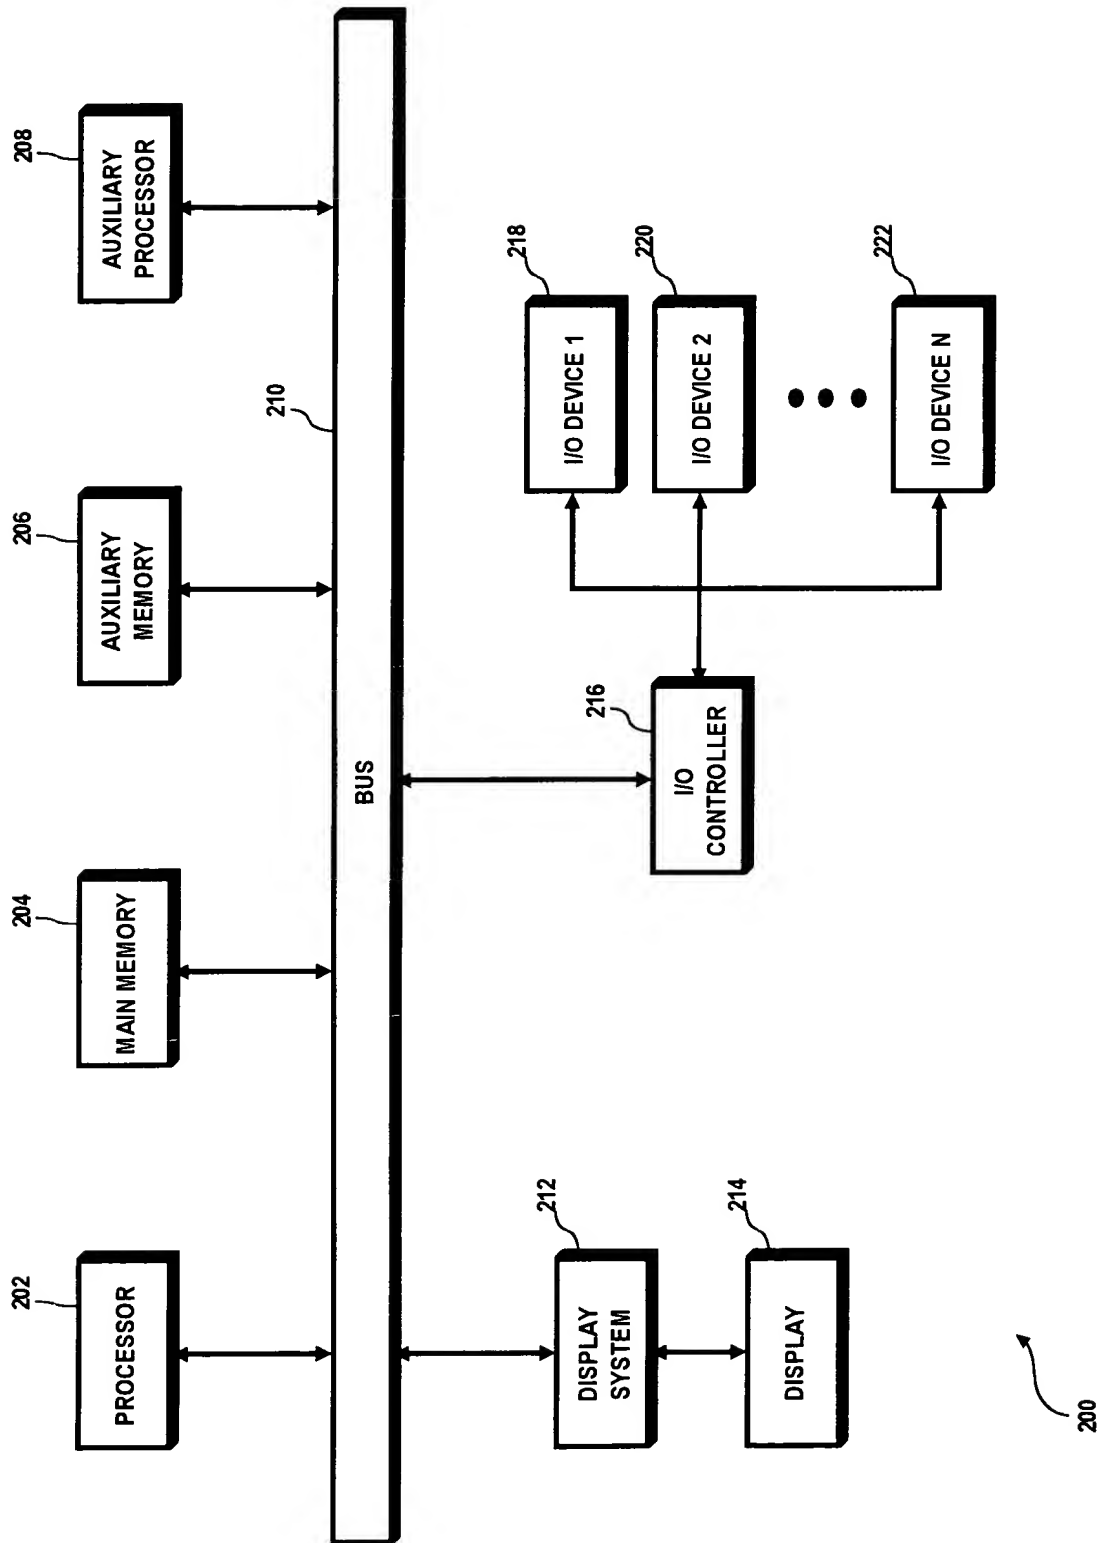 202
204
206
208
PROCESSOR
MAIN MEMORY
AUXILIARY
MEMORY
AUXILIARY
PROCESSOR
210
BUS
212
216
218
DISPLAY
SYSTEM
I/O
CONTROLLER
I/O DEVICE 1
220
I/O DEVICE 2
214
DISPLAY
222
I/O DEVICE N
200